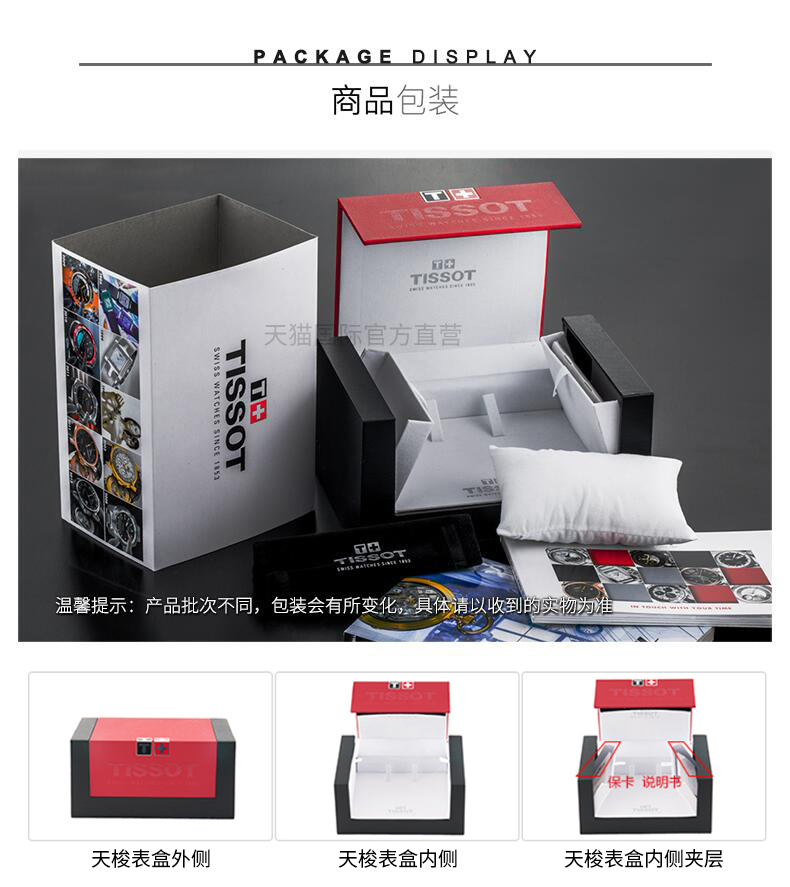 PACKAGE DISPLAY
商品包装
TISSOT
SWISS WATCHES SINCE 1853
T+
TISSOT
SWISS WATCHES SINCE 1853
天猫国际官方直营
T+
TISSOT
SWISS WATCHES SINCE 1853
TISSOT
T+
TISSOT
SWISS WATCHES SINCE 1853
IN TOUCH WITH YOUR TIME
温馨提示：产品批次不同，包装会有所变化，具体请以收到的实物为准
T+
TISSOT
TISSOT
TISSOT
TISSOT
保卡 说明书
天梭表盒外侧
天梭表盒内侧
天梭表盒内侧夹层